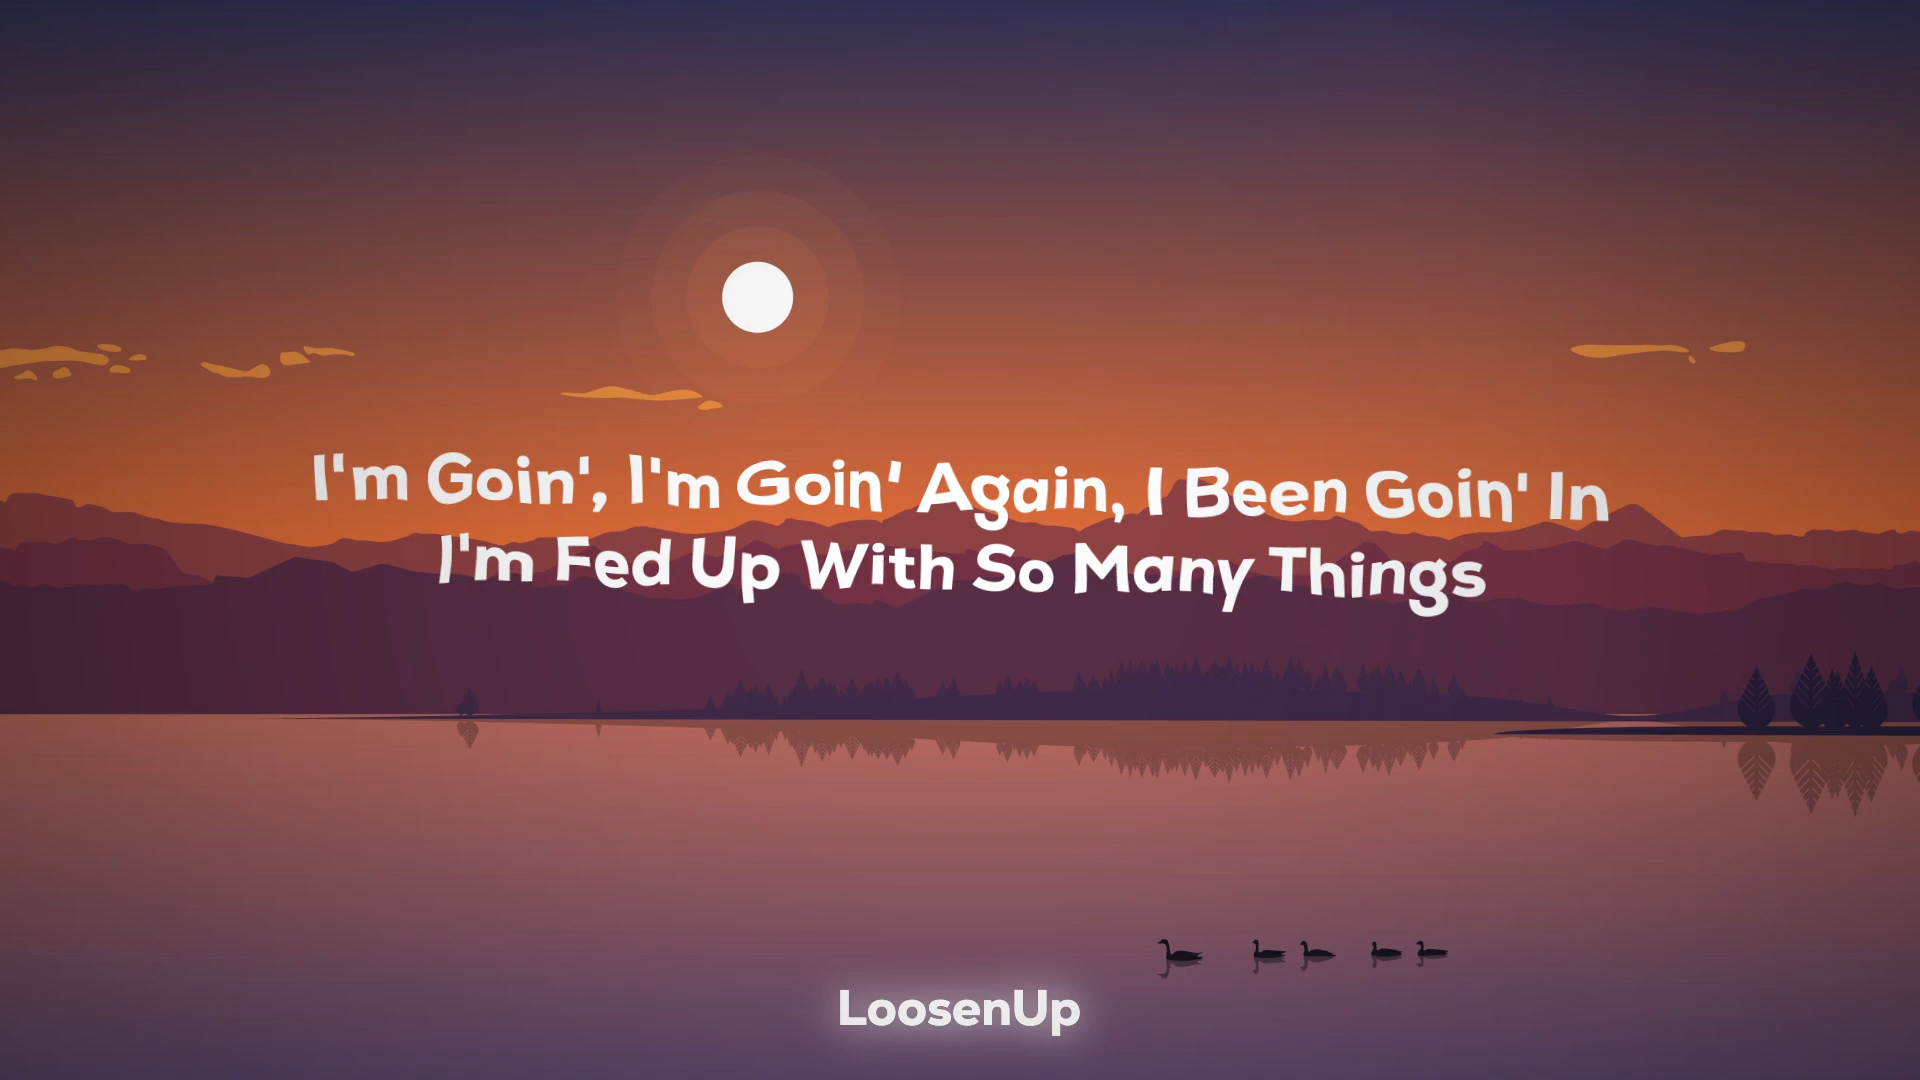 I'm Goin', I'm Goin' Again, I Been Goin' In
I'm Fed Up With So Many Things
LoosenUp